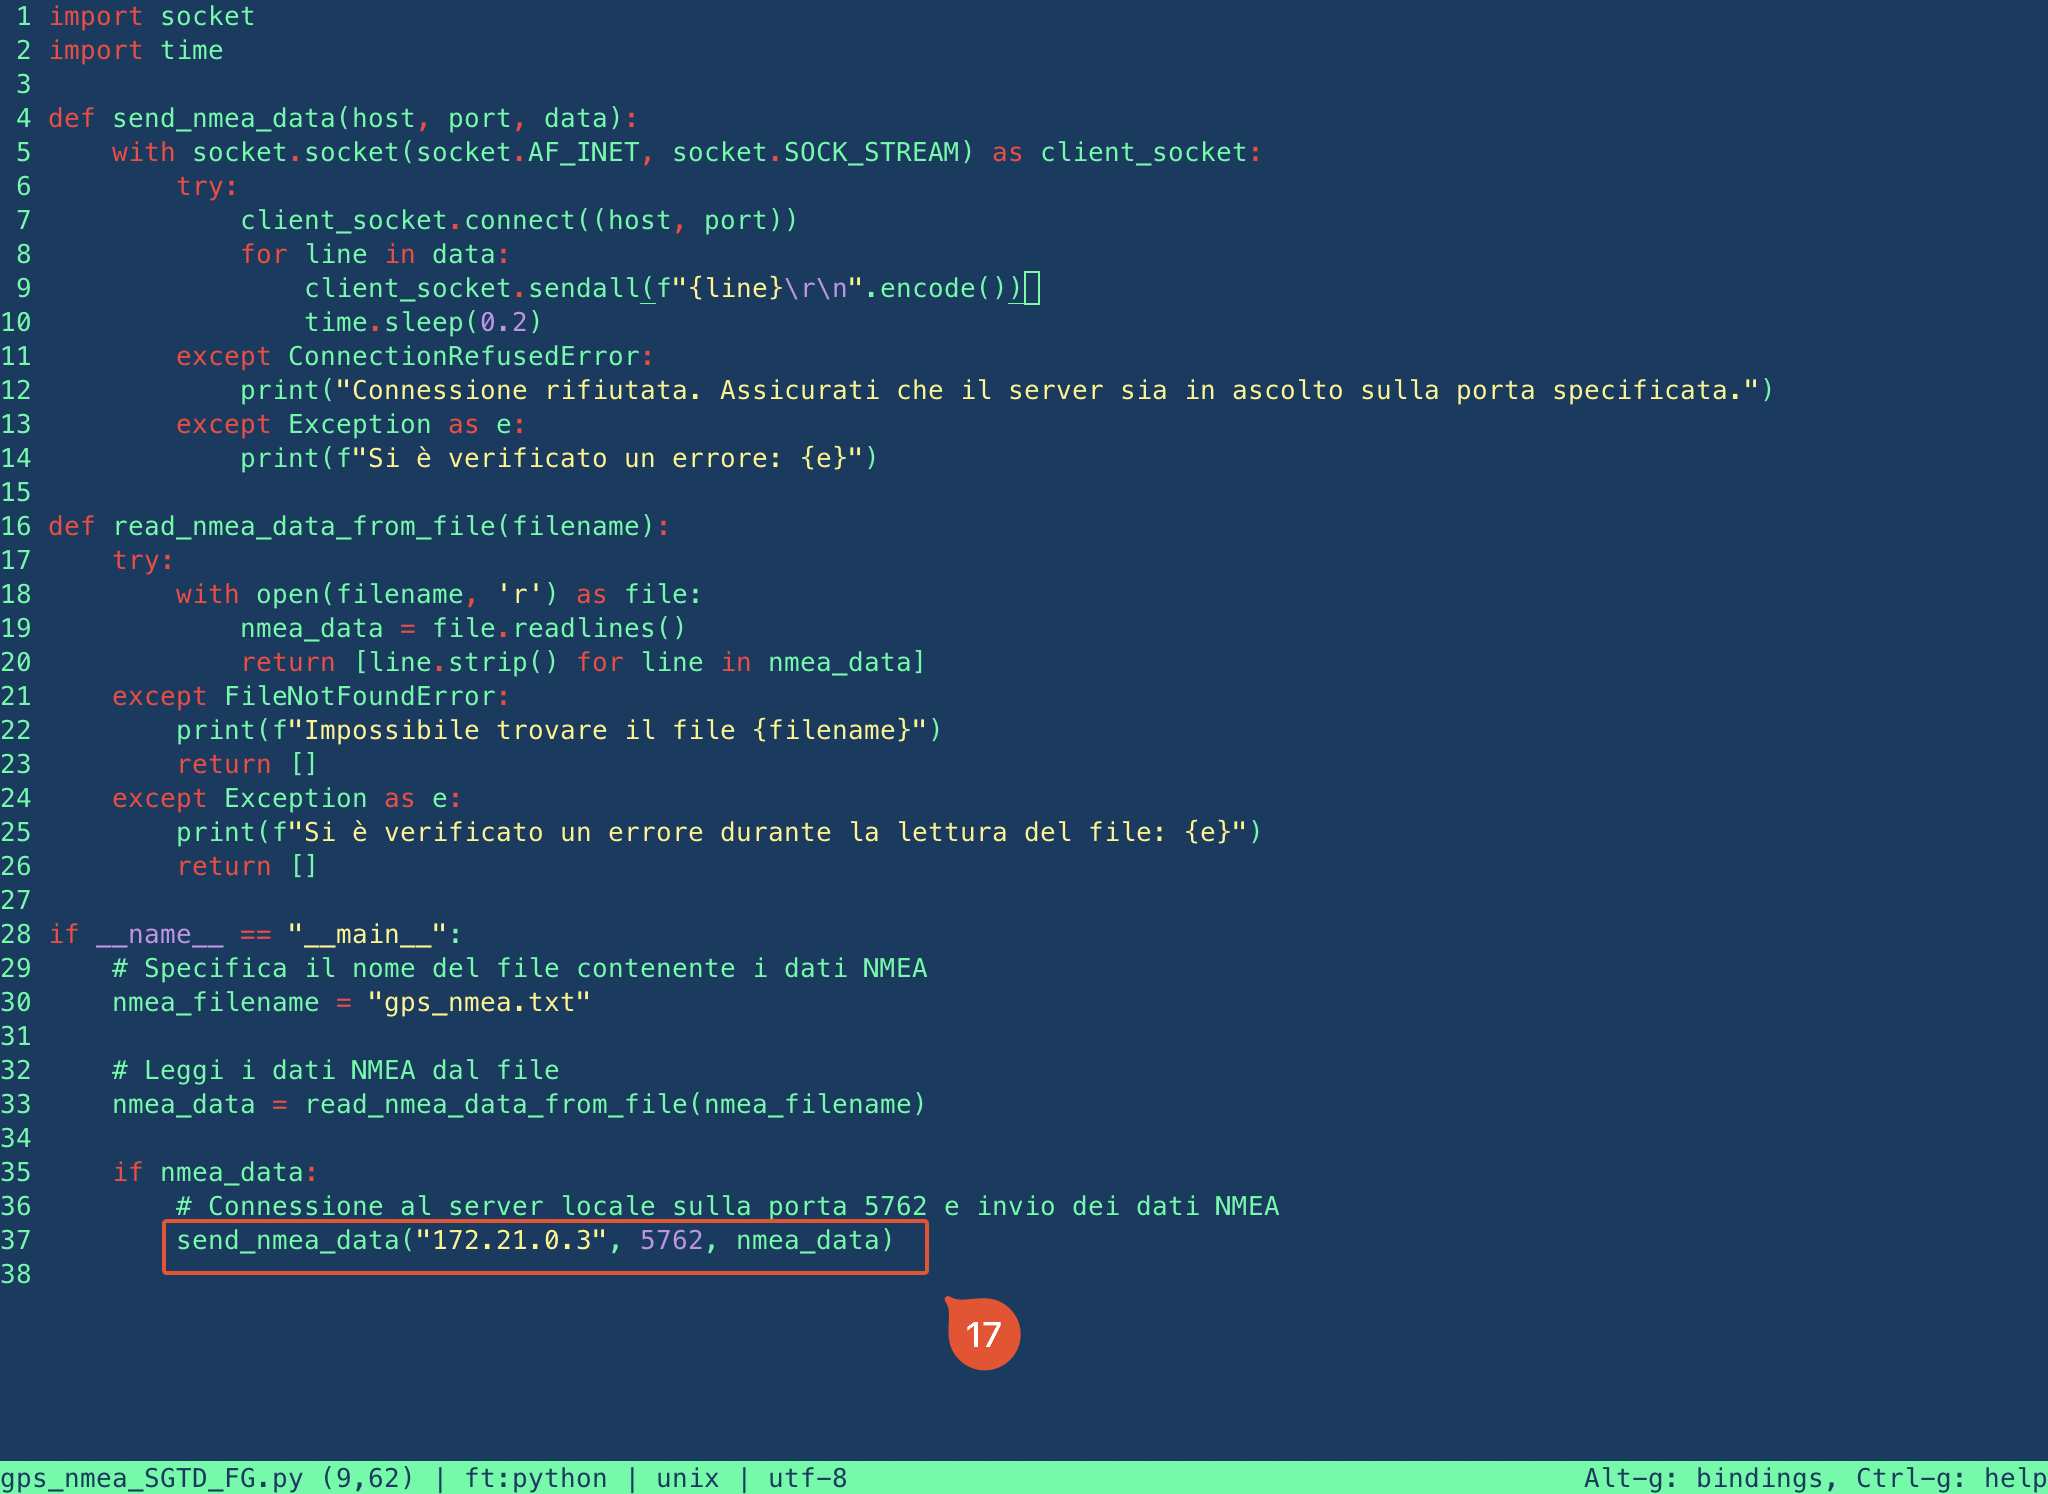 1 import socket
2 import time
3
4 def send_nmea_data(host, port, data):
5     with socket.socket(socket.AF_INET, socket.SOCK_STREAM) as client_socket:
6         try:
7             client_socket.connect((host, port))
8             for line in data:
9                 client_socket.sendall(f"{line}\r\n".encode())
10                 time.sleep(0.2)
11         except ConnectionRefusedError:
12             print("Connessione rifiutata. Assicurati che il server sia in ascolto sulla porta specificata.")
13         except Exception as e:
14             print(f"Si è verificato un errore: {e}")
15
16 def read_nmea_data_from_file(filename):
17     try:
18         with open(filename, 'r') as file:
19             nmea_data = file.readlines()
20             return [line.strip() for line in nmea_data]
21     except FileNotFoundError:
22         print(f"Impossibile trovare il file {filename}")
23         return []
24     except Exception as e:
25         print(f"Si è verificato un errore durante la lettura del file: {e}")
26         return []
27
28 if __name__ == "__main__":
29     # Specifica il nome del file contenente i dati NMEA
30     nmea_filename = "gps_nmea.txt"
31
32     # Leggi i dati NMEA dal file
33     nmea_data = read_nmea_data_from_file(nmea_filename)
34
35     if nmea_data:
36         # Connessione al server locale sulla porta 5762 e invio dei dati NMEA
37         send_nmea_data("172.21.0.3", 5762, nmea_data)
38
17
gps_nmea_SGTD_FG.py (9,62) | ft:python | unix | utf-8 Alt-g: bindings, Ctrl-g: help